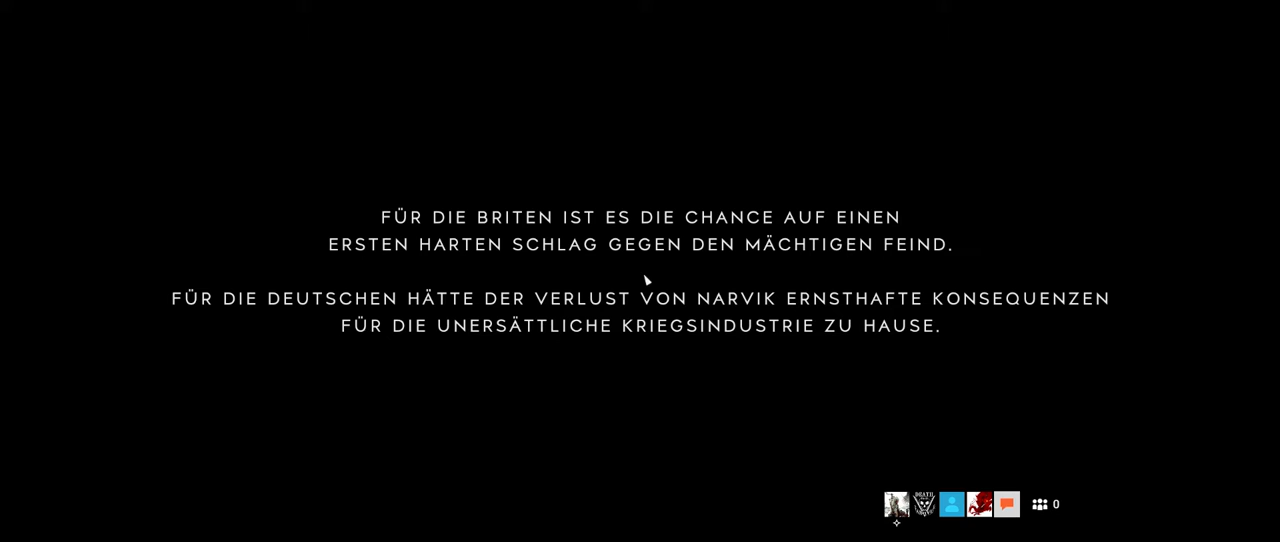 FÜR DIE BRITEN IST ES DIE CHANCE AUF EINEN
ERSTEN HARTEN SCHLAG GEGEN DEN MÄCHTIGEN FEIND.
FÜR DIE DEUTSCHEN HÄTTE DER VERLUST VON NARVIK ERNSTHAFTE KONSEQUENZEN
FÜR DIE UNERSÄTTLICHE KRIEGSINDUSTRIE ZU HAUSE.
DEATH
0